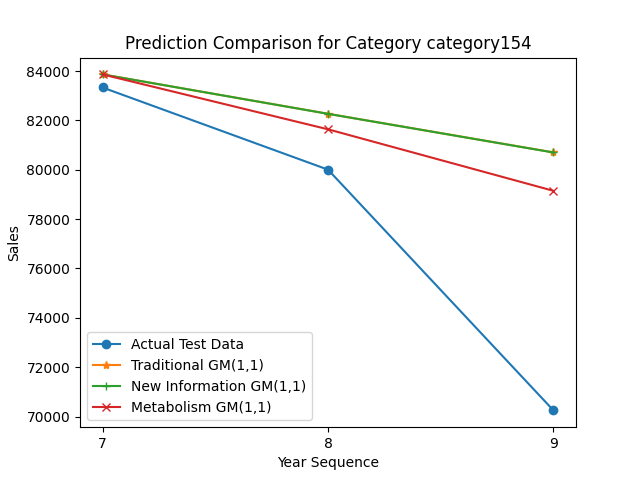 Prediction Comparison for Category category154
84000
82000
80000
78000
76000
74000
72000
70000
Sales
Actual Test Data
Traditional GM(1,1)
New Information GM(1,1)
Metabolism GM(1,1)
7
8
9
Year Sequence